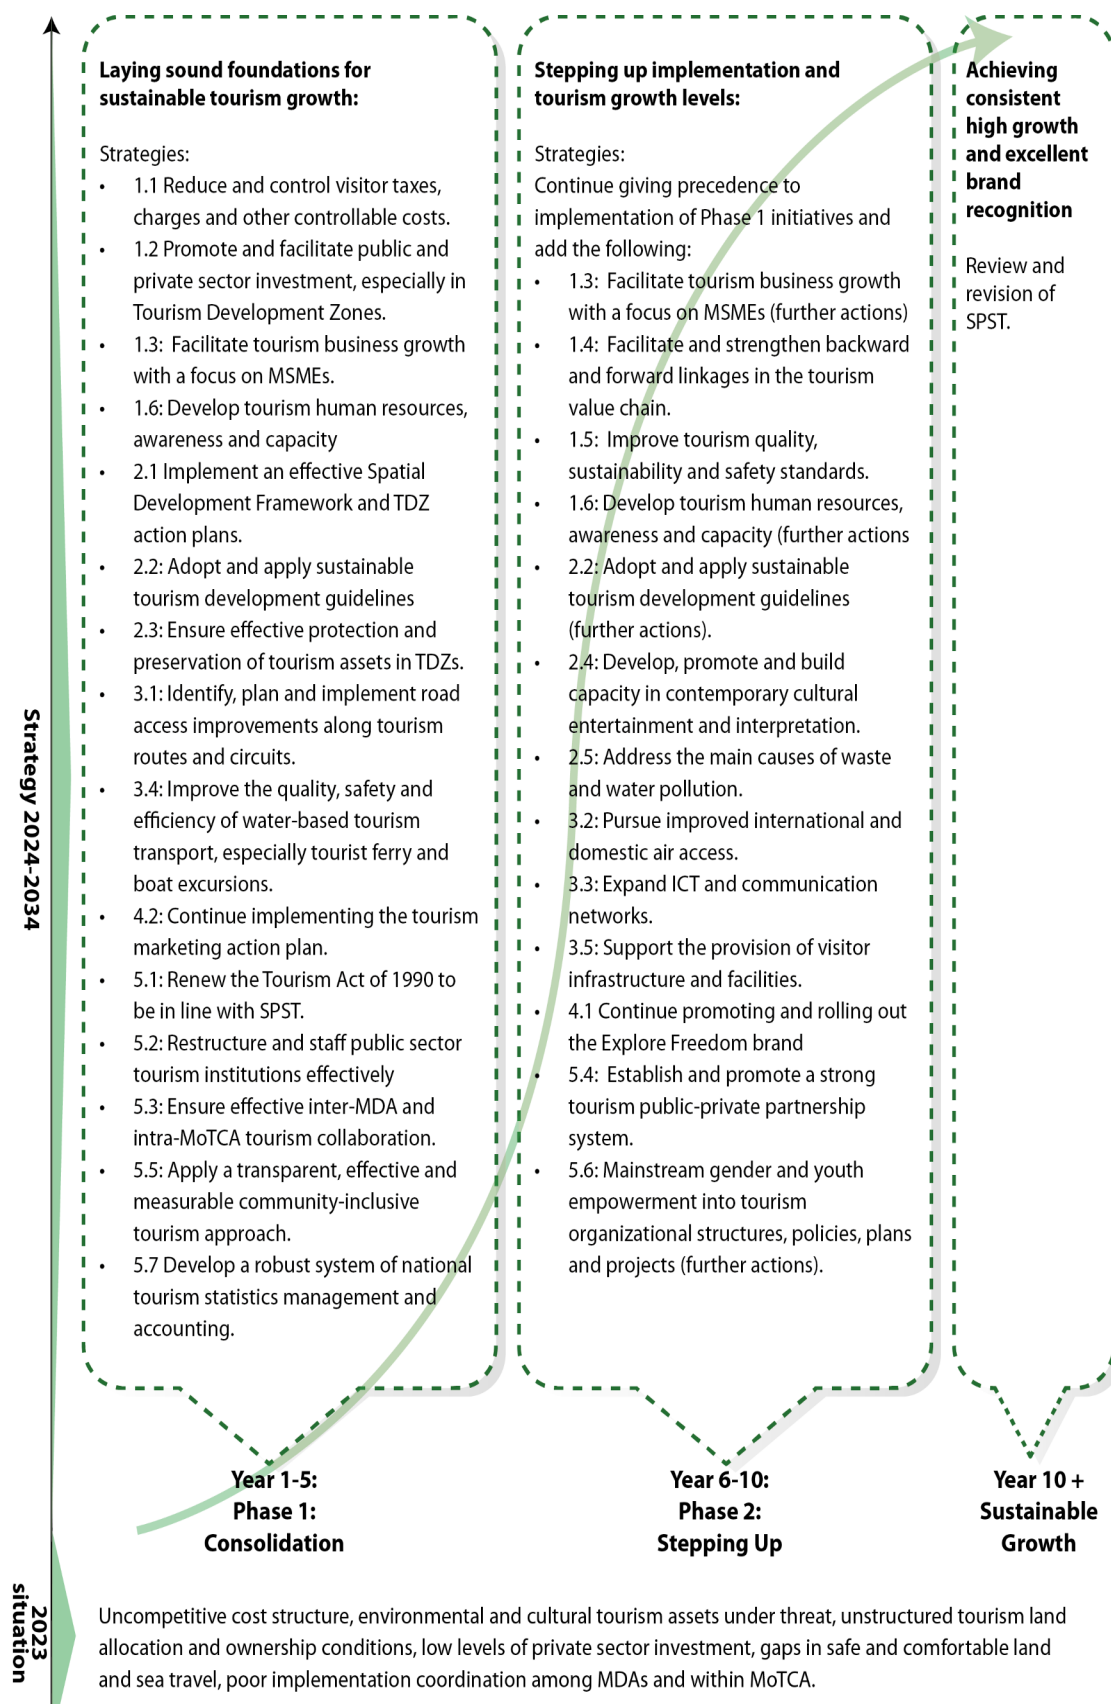 Laying sound foundations for
sustainable tourism growth:
Strategies:
• 1.1 Reduce and control visitor taxes,
charges and other controllable costs.
• 1.2 Promote and facilitate public and
private sector investment, especially in
Tourism Development Zones.
• 1.3: Facilitate tourism business growth
with a focus on MSMEs.
• 1.6: Develop tourism human resources,
awareness and capacity
• 2.1 Implement an effective Spatial
Development Framework and TDZ
action plans.
• 2.2: Adopt and apply sustainable
tourism development guidelines
• 2.3: Ensure effective protection and
preservation of tourism assets in TDZs.
• 3.1: Identify, plan and implement road
access improvements along tourism
routes and circuits.
• 3.4: Improve the quality, safety and
efficiency of water-based tourism
transport, especially tourist ferry and
boat excursions.
• 4.2: Continue implementing the tourism
marketing action plan.
• 5.1: Renew the Tourism Act of 1990 to
be in line with SPST.
• 5.2: Restructure and staff public sector
tourism institutions effectively
• 5.3: Ensure effective inter-MDA and
intra-MoTCA tourism collaboration.
• 5.5: Apply a transparent, effective and
measurable community-inclusive
tourism approach.
• 5.7 Develop a robust system of national
tourism statistics management and
accounting.
Stepping up implementation and
tourism growth levels:
Strategies:
Continue giving precedence to
implementation of Phase 1 initiatives and
add the following:
• 1.3: Facilitate tourism business growth
with a focus on MSMEs (further actions)
• 1.4: Facilitate and strengthen backward
and forward linkages in the tourism
value chain.
• 1.5: Improve tourism quality,
sustainability and safety standards.
• 1.6: Develop tourism human resources,
awareness and capacity (further actions
• 2.2: Adopt and apply sustainable
tourism development guidelines
(further actions).
• 2.4: Develop, promote and build
capacity in contemporary cultural
entertainment and interpretation.
• 2.5: Address the main causes of waste
and water pollution.
• 3.2: Pursue improved international and
domestic air access.
• 3.3: Expand ICT and communication
networks.
• 3.5: Support the provision of visitor
infrastructure and facilities.
• 4.1 Continue promoting and rolling out
the Explore Freedom brand
• 5.4: Establish and promote a strong
tourism public-private partnership
system.
• 5.6: Mainstream gender and youth
empowerment into tourism
organizational structures, policies, plans
and projects (further actions).
Achieving
consistent
high growth
and excellent
brand
recognition
Review and
revision of
SPST.
Strategy 2024-2034
Year 1-5:
Phase 1:
Consolidation
Year 6-10:
Phase 2:
Stepping Up
Year 10 +
Sustainable
Growth
2023
situation
Uncompetitive cost structure, environmental and cultural tourism assets under threat, unstructured tourism land
allocation and ownership conditions, low levels of private sector investment, gaps in safe and comfortable land
and sea travel, poor implementation coordination among MDAs and within MoTCA.